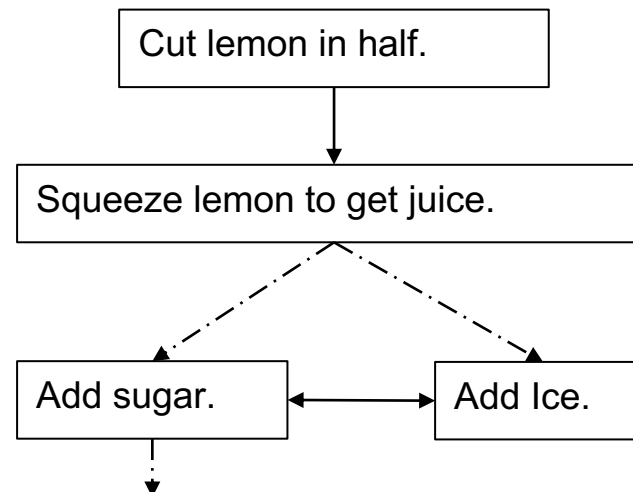 Cut lemon in half.
Squeeze lemon to get juice.
Add sugar.
Add Ice.